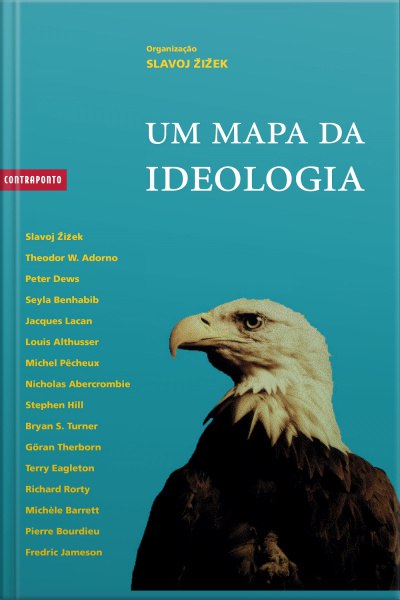 Organização
SLAVOJ ŽIŽEK
UM MAPA DA
IDEOLOGIA
CONTRAPONTO
Slavoj Žižek
Theodor W. Adorno
Peter Dews
Seyla Benhabib
Jacques Lacan
Louis Althusser
Michel Pêcheux
Nicholas Abercrombie
Stephen Hill
Bryan S. Turner
Göran Therborn
Terry Eagleton
Richard Rorty
Michèle Barrett
Pierre Bourdieu
Fredric Jameson